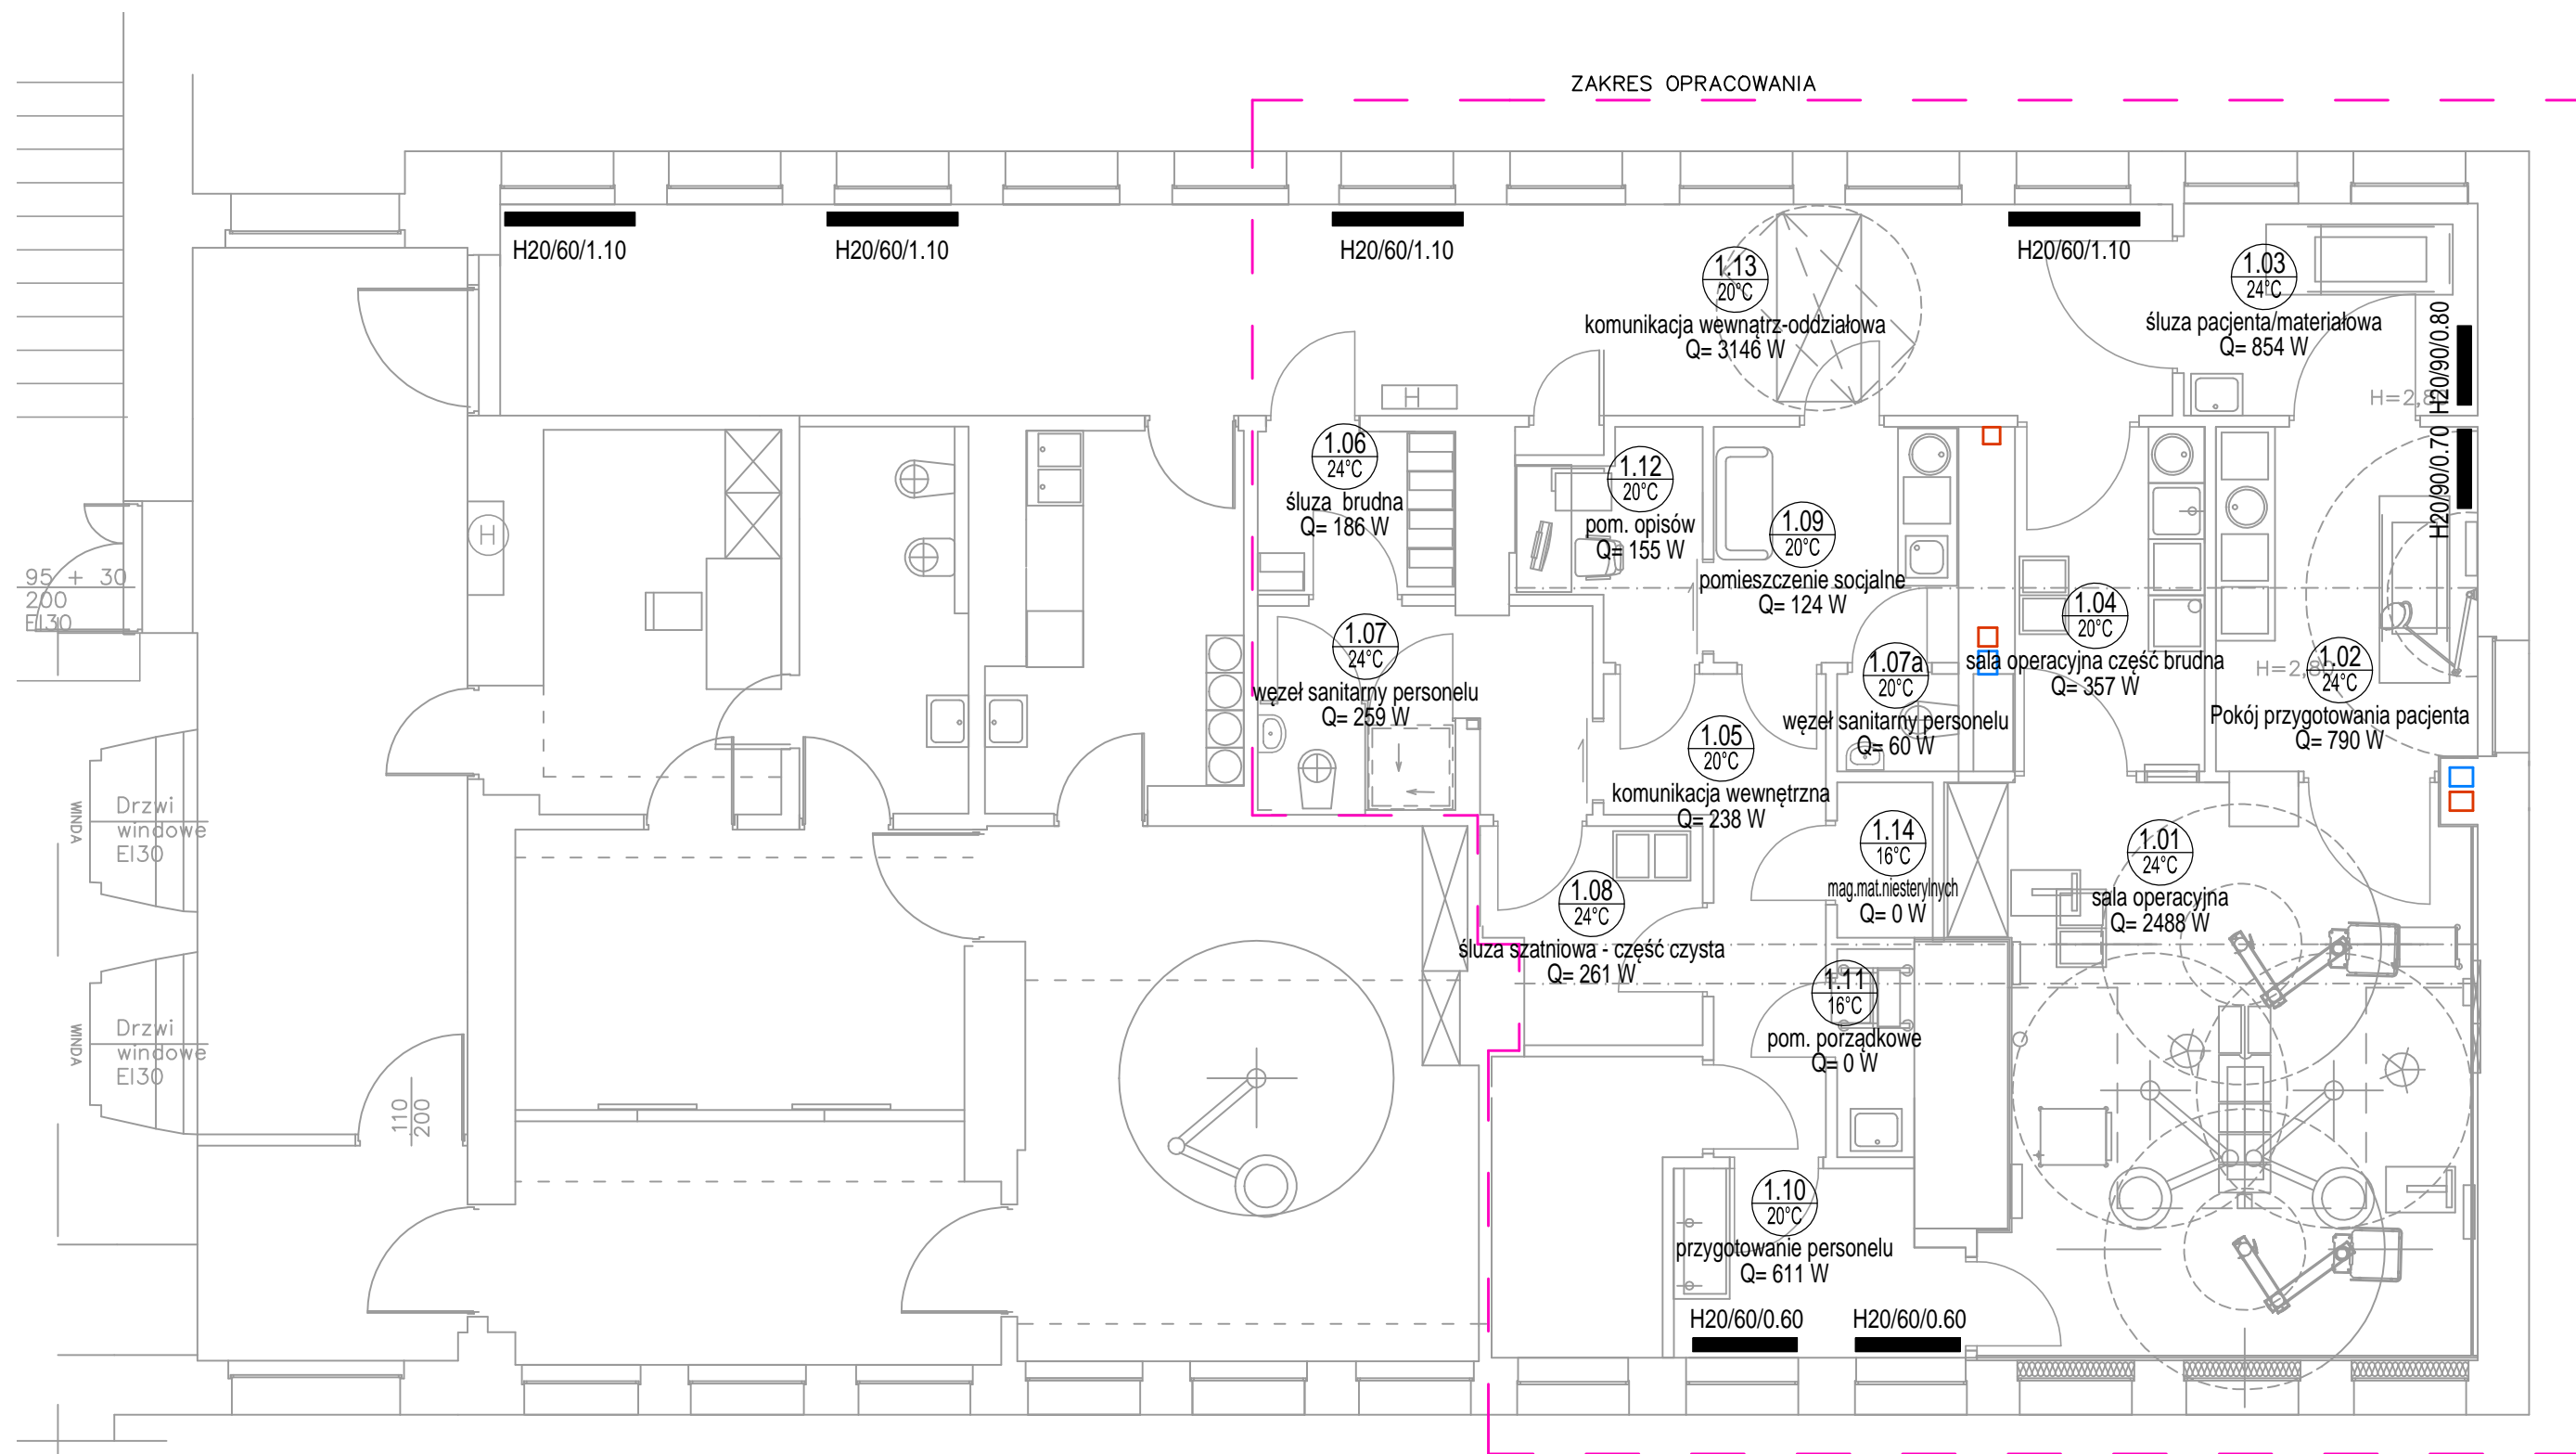 ZAKRES OPRACOWANIA
H20/60/1.10
H20/60/1.10
H20/60/1.10
H20/60/1.10
1.13
20°C
komunikacja wewnątrz-oddziałowa
Q= 3146 W
1.03
24°C
śluza pacjenta/materiałowa
Q= 854 W
H20/90/0.80
H=2,8
H20/90/0.70
1.06
24°C
śluza brudna
Q= 186 W
H
1.12
20°C
pom. opisów
Q= 155 W
1.09
20°C
pomieszczenie socjalne
Q= 124 W
H
95 + 30
200
EI30
1.04
20°C
sala operacyjna część brudna
Q= 357 W
1.07
24°C
węzeł sanitarny personelu
Q= 259 W
1.07a
20°C
węzeł sanitarny personelu
Q= 60 W
H=2,8
1.02
24°C
Pokój przygotowania pacjenta
Q= 790 W
1.05
20°C
komunikacja wewnętrzna
Q= 238 W
WINDA
Drzwi
windowe
EI30
1.14
16°C
mag.mat.niesterylnych
Q= 0 W
1.01
24°C
sala operacyjna
Q= 2488 W
1.08
24°C
śluza szatniowa - część czysta
Q= 261 W
1.11
16°C
pom. porządkowe
Q= 0 W
WINDA
Drzwi
windowe
EI30
110
200
1.10
20°C
przygotowanie personelu
Q= 611 W
H20/60/0.60
H20/60/0.60